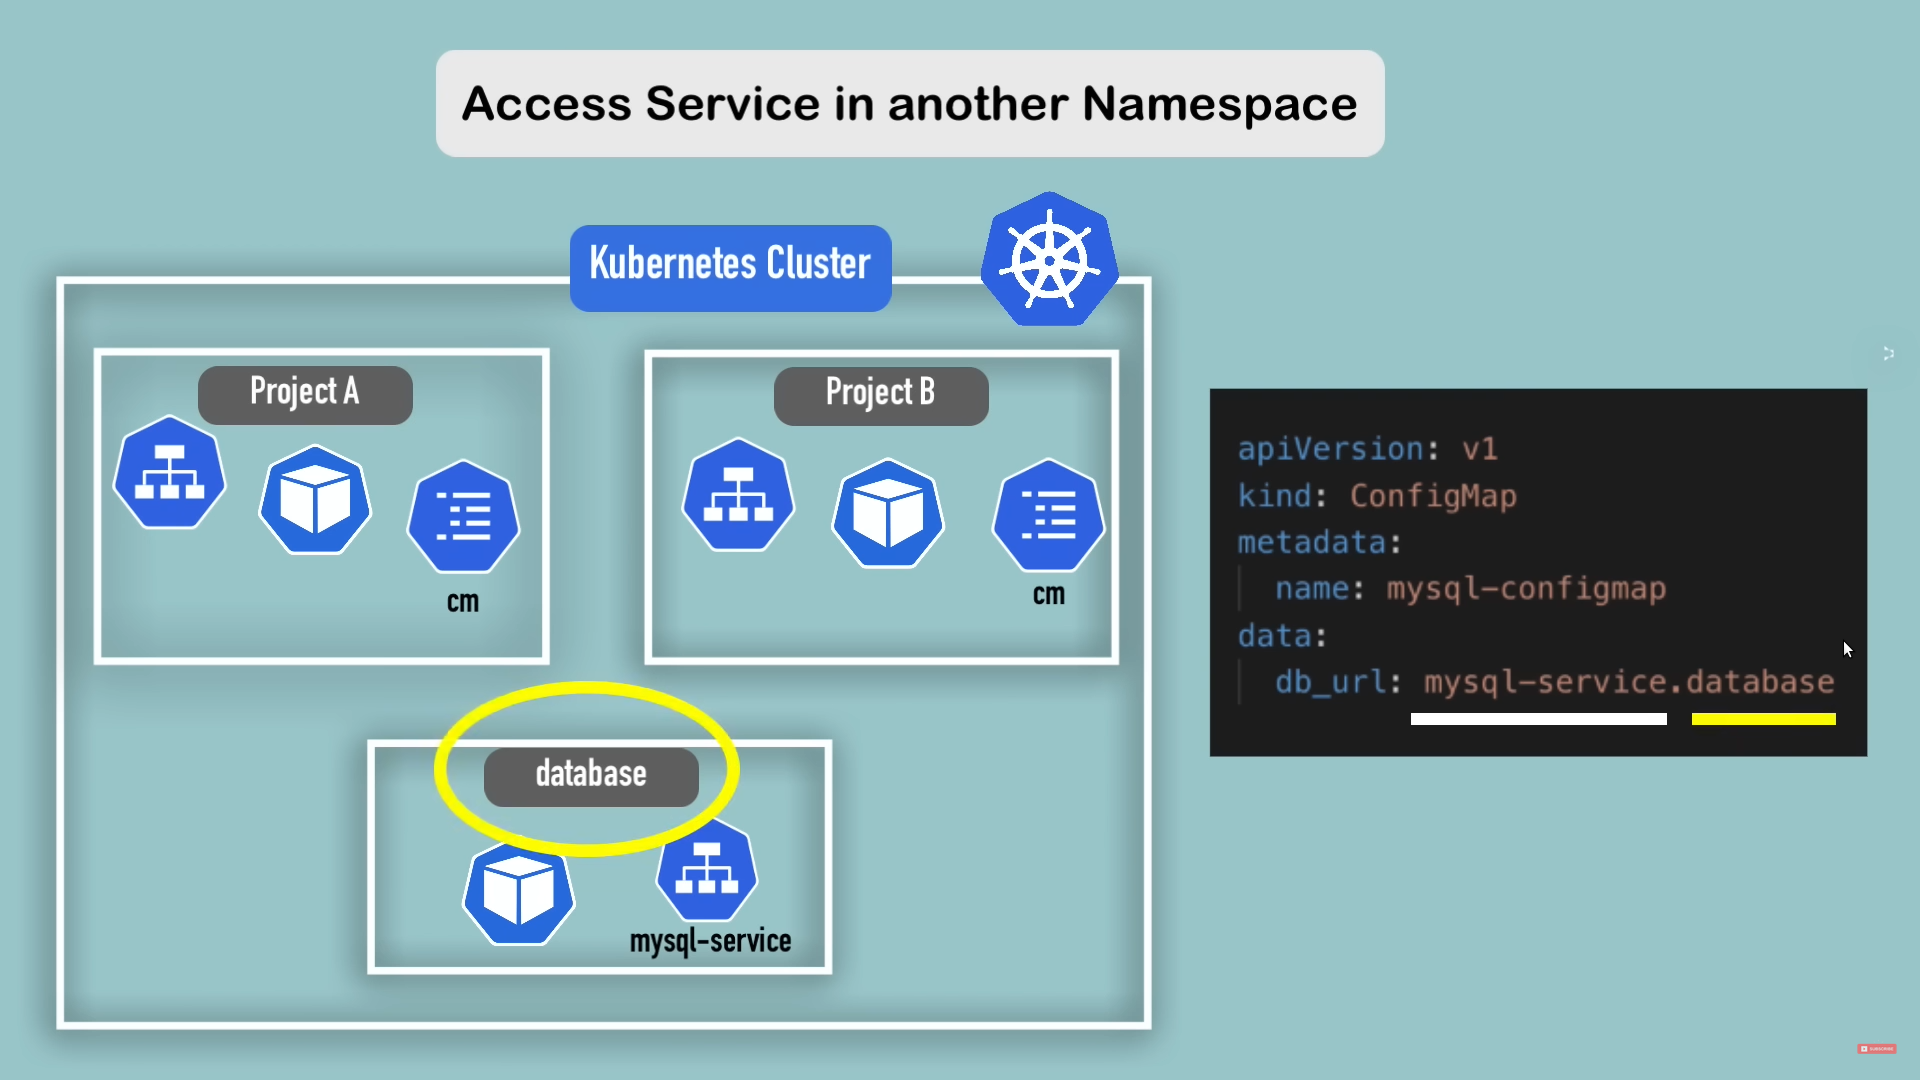 Access Service in another Namespace
Kubernetes Cluster
Project A
cm
Project B
cm
database
mysql-service
apiVersion: v1
kind: ConfigMap
metadata:
name: mysql-configmap
data:
db_url: mysql-service.database
SUBSCRIBE